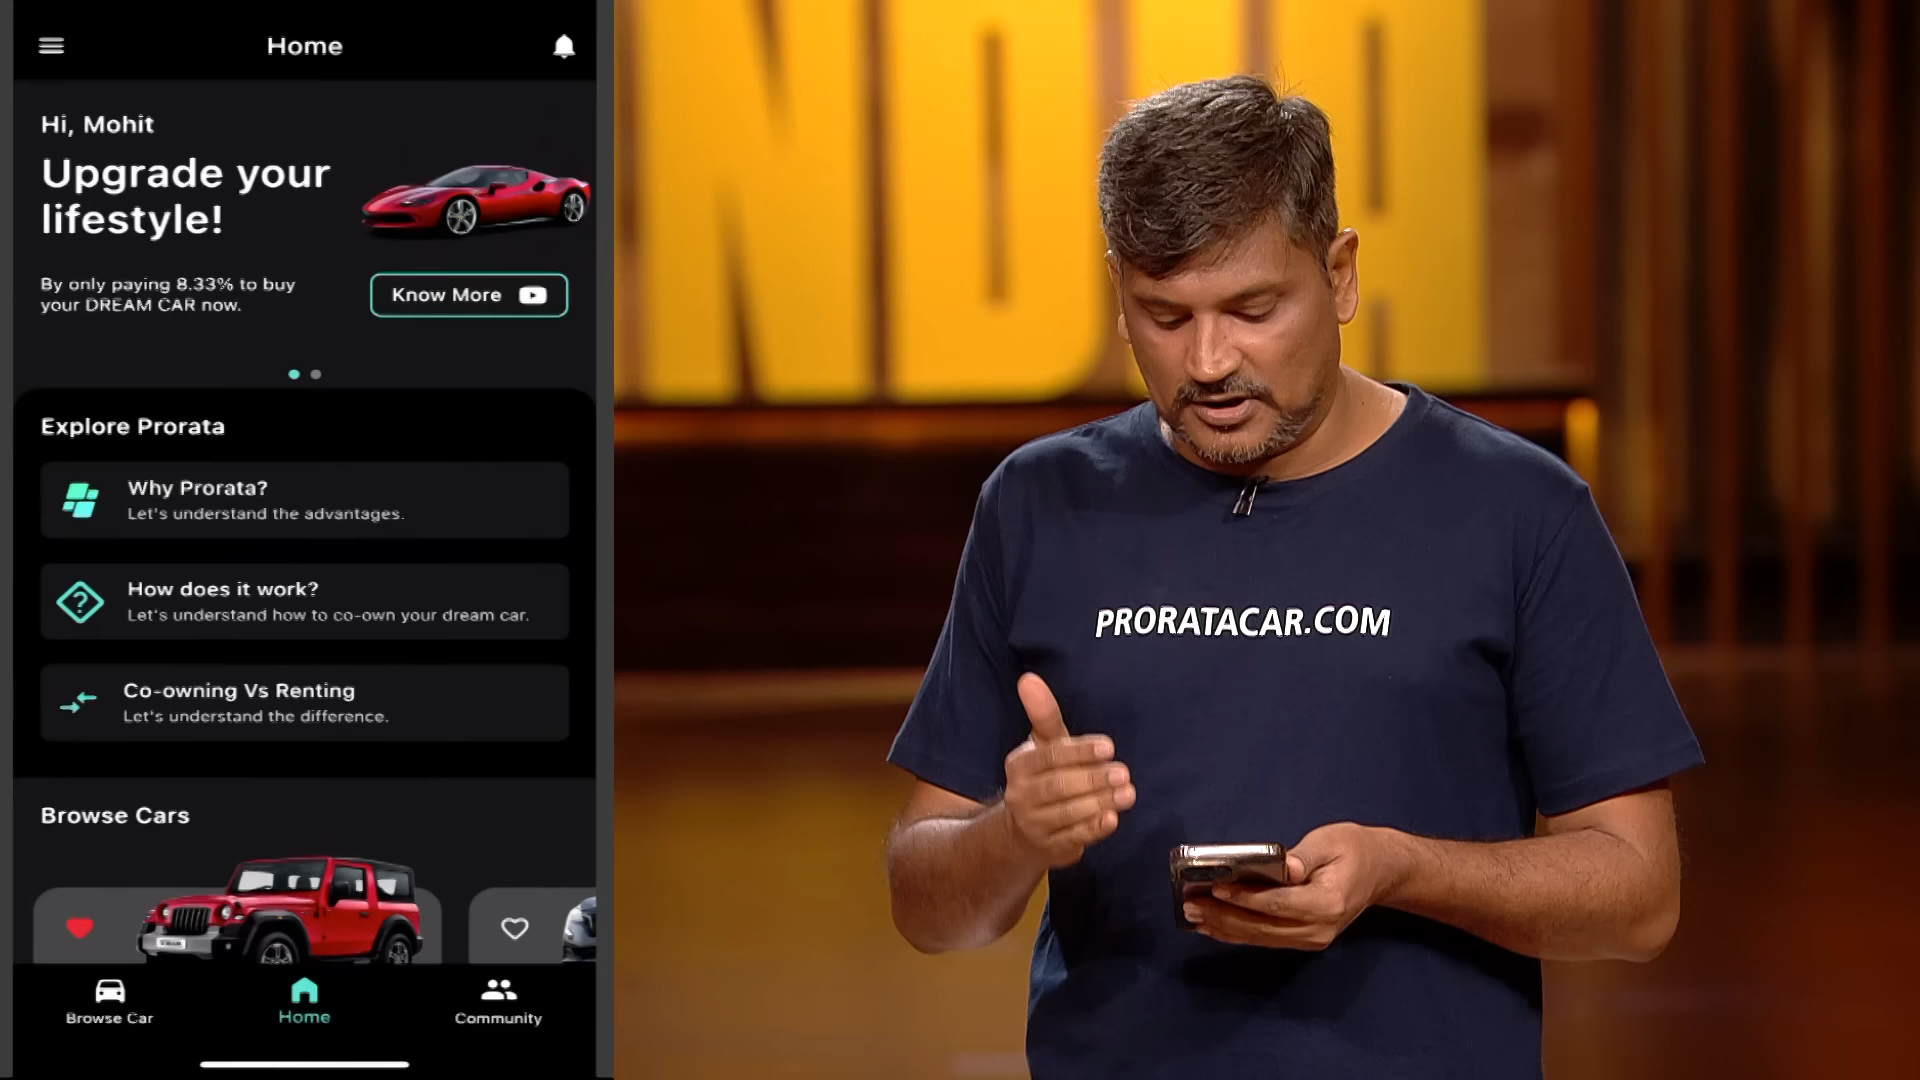 Home
Hi, Mohit
Upgrade your
lifestyle!
By only paying 8.33% to buy
your DREAM CAR now.
Know More
Explore Prorata
Why Prorata?
Let's understand the advantages.
How does it work?
Let's understand how to co-own your dream car.
Co-owning Vs Renting
Let's understand the difference.
Browse Cars
Browse Car
Home
Community
NDIA
PRORATACAR.COM